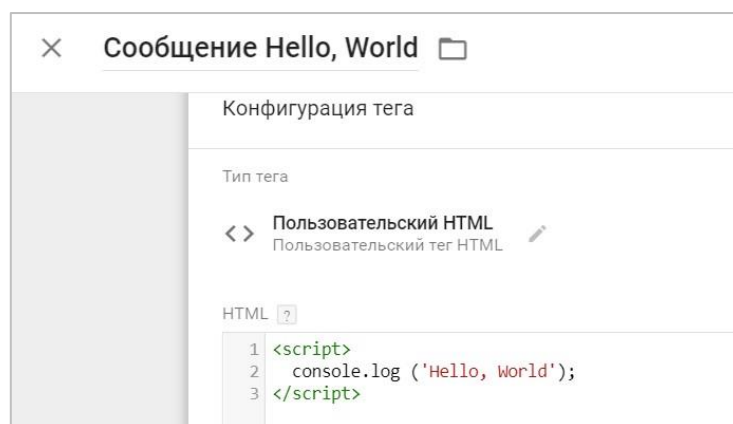 Сообщение Hello, World
Конфигурация тега
Тип тега
Пользовательский HTML
Пользовательский тег HTML
HTML ?
1 <script>
2 console.log ('Hello, World');
3 </script>